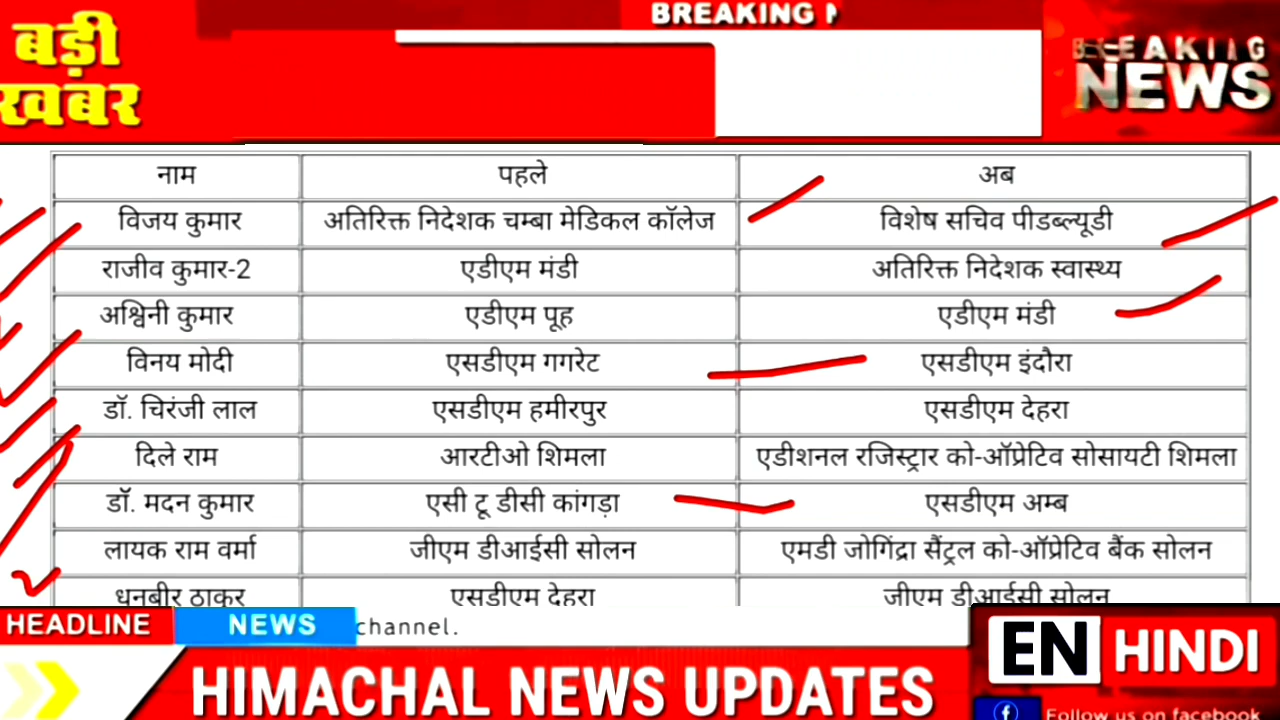 BREAKING N
बड़ी
खबर
BREAKING
NEWS
नाम पहले अब
विजय कुमार अतिरिक्त निदेशक चम्बा मेडिकल कॉलेज विशेष सचिव पीडब्ल्यूडी
राजीव कुमार-2 एडीएम मंडी अतिरिक्त निदेशक स्वास्थ्य
अश्विनी कुमार एडीएम पूह एडीएम मंडी
विनय मोदी एसडीएम गगरेट एसडीएम इंदौरा
डॉ. चिरंजी लाल एसडीएम हमीरपुर एसडीएम देहरा
दिले राम आरटीओ शिमला एडीशनल रजिस्ट्रार को-ऑप्रेटिव सोसायटी शिमला
डॉ. मदन कुमार एसी टू डीसी कांगड़ा एसडीएम अम्ब
लायक राम वर्मा जीएम डीआईसी सोलन एमडी जोगिंद्रा सैंट्रल को-ऑप्रेटिव बैंक सोलन
धनबीर ठाकुर एसडीएम देहरा जीएम डीआईसी सोलन
HEADLINE NEWS channel.
EN HINDI
HIMACHAL NEWS UPDATES
Follow us on facebook